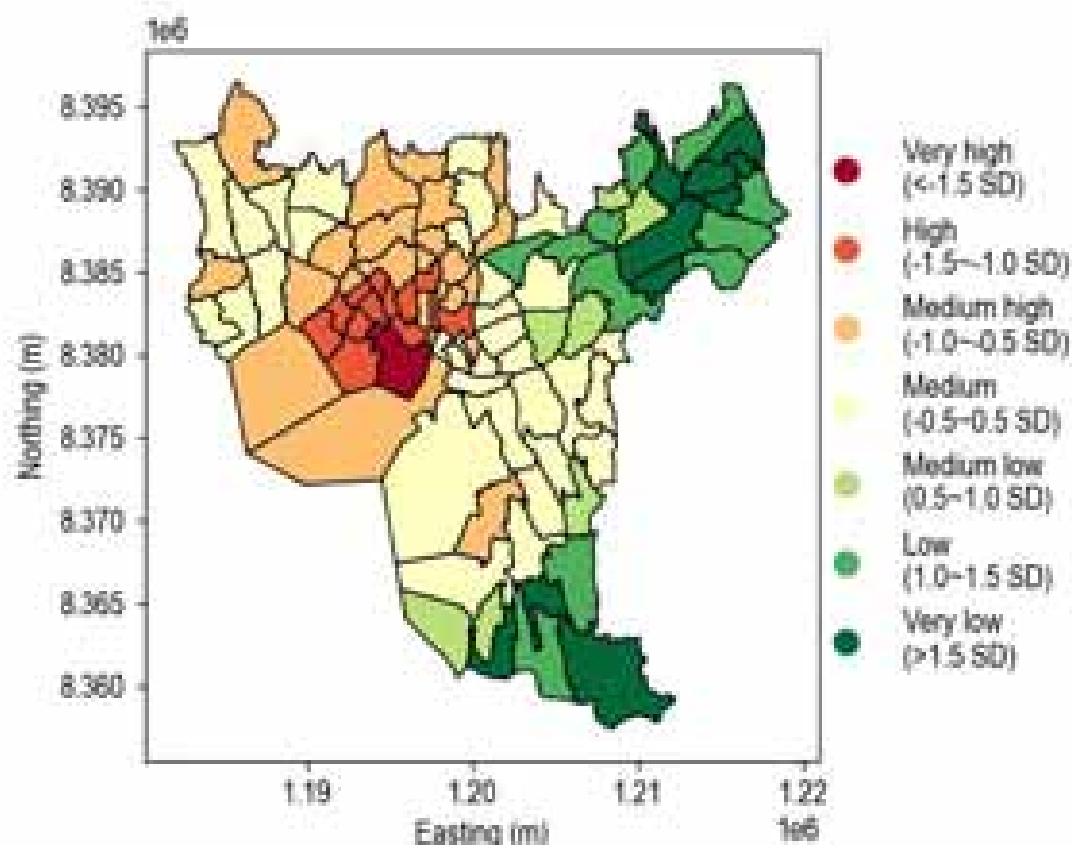 1e6
8.395
8.390
8.385
8.380
8.375
8.370
8.365
8.360
Northing (m)
1.19
1.20
1.21
1.22
Easting (m)
1e6
Very high
(<-1.5 SD)
High
(-1.5~-1.0 SD)
Medium high
(-1.0~-0.5 SD)
Medium
(-0.5~0.5 SD)
Medium low
(0.5~1.0 SD)
Low
(1.0~1.5 SD)
Very low
(>1.5 SD)